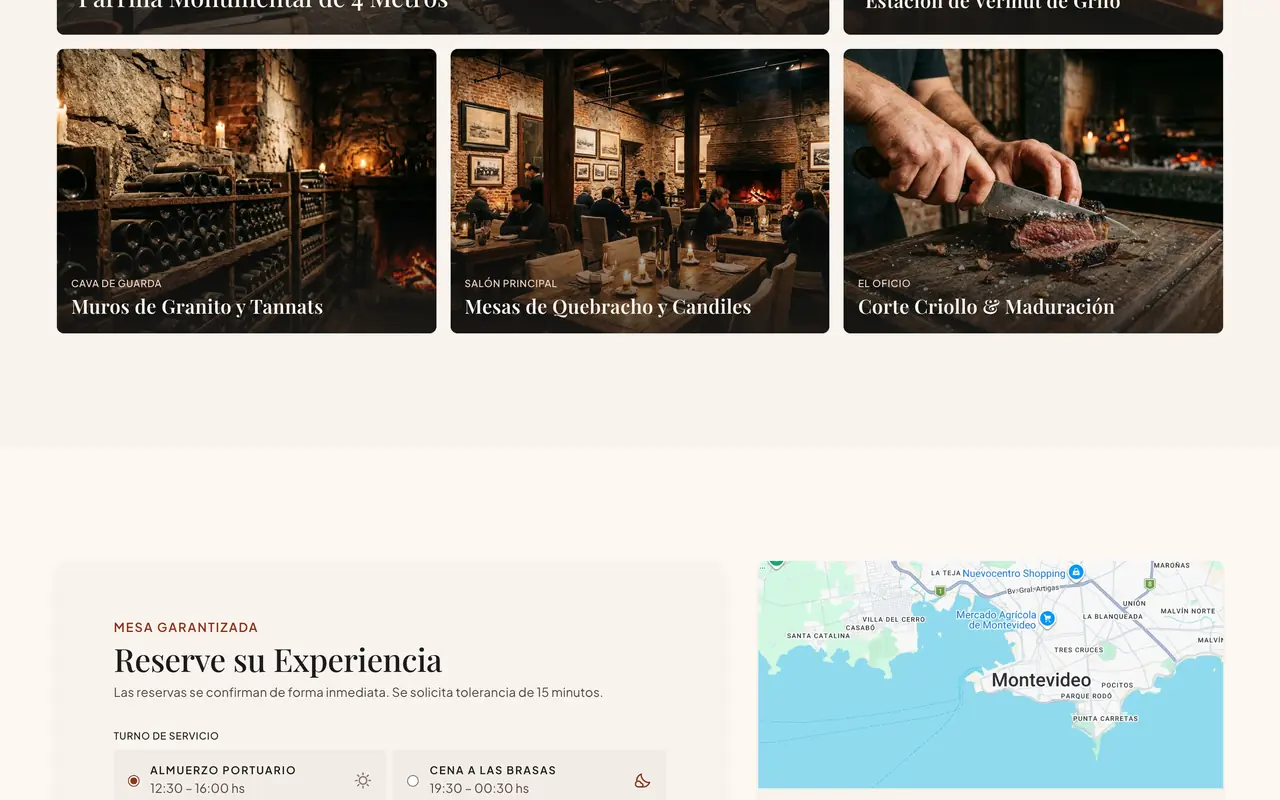 Parrilla Monumental de 4 Metros
Estación de Vermut de Grifo
CAVA DE GUARDA
Muros de Granito y Tannats
SALÓN PRINCIPAL
Mesas de Quebracho y Candiles
EL OFICIO
Corte Criollo & Maduración
MESA GARANTIZADA
Reserve su Experiencia
Las reservas se confirman de forma inmediata. Se solicita tolerancia de 15 minutos.
TURNO DE SERVICIO
ALMUERZO PORTUARIO
12:30 – 16:00 hs
CENA A LAS BRASAS
19:30 – 00:30 hs
MAROÑAS
LA TEJA
Nuevocentro Shopping
1
8
Bv. Gral. Artigas
UNIÓN
MALVÍN NORTE
Mercado Agrícola
de Montevideo
LA BLANQUEADA
VILLA DEL CERRO
CASABÓ
SANTA CATALINA
MALVÍN
TRES CRUCES
Montevideo
POCITOS
PARQUE RODÓ
PUNTA CARRETAS